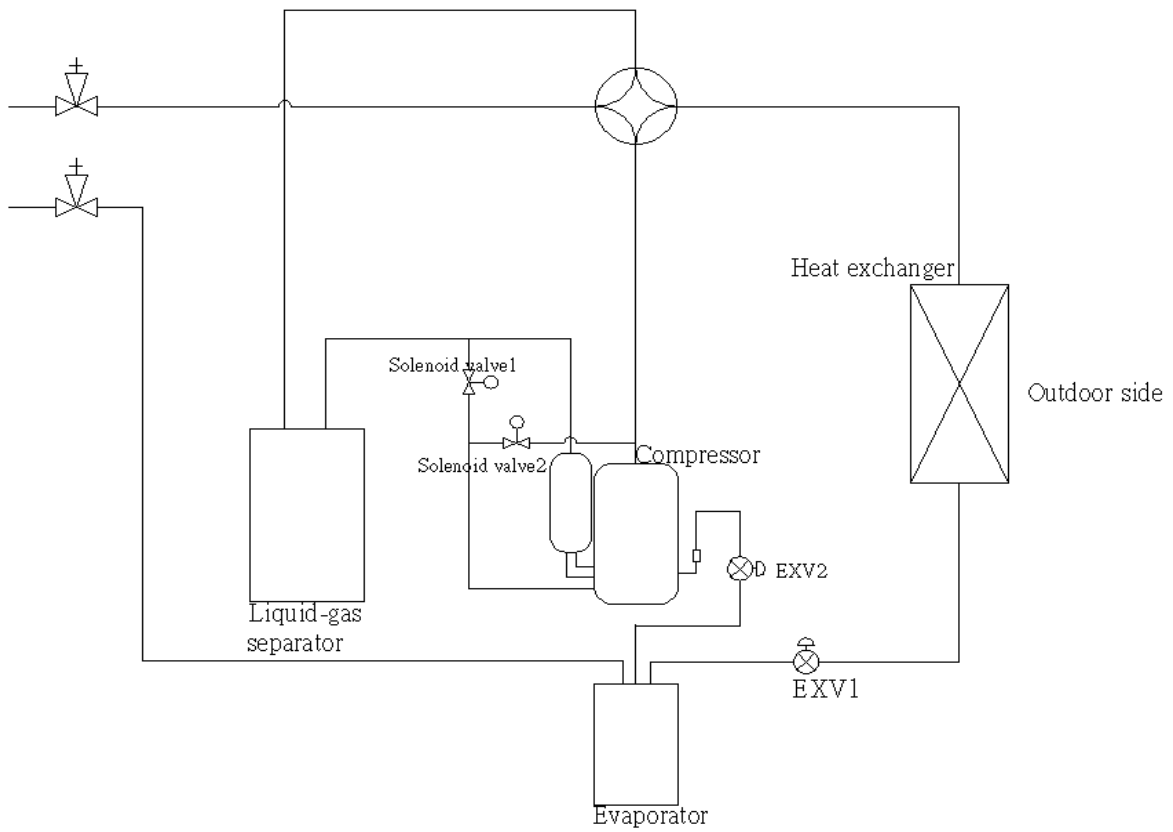 Heat exchanger
Solenoid valve1
Outdoor side
Compressor
Solenoid valve2
EXV2
Liquid-gas
separator
EXV1
Evaporator